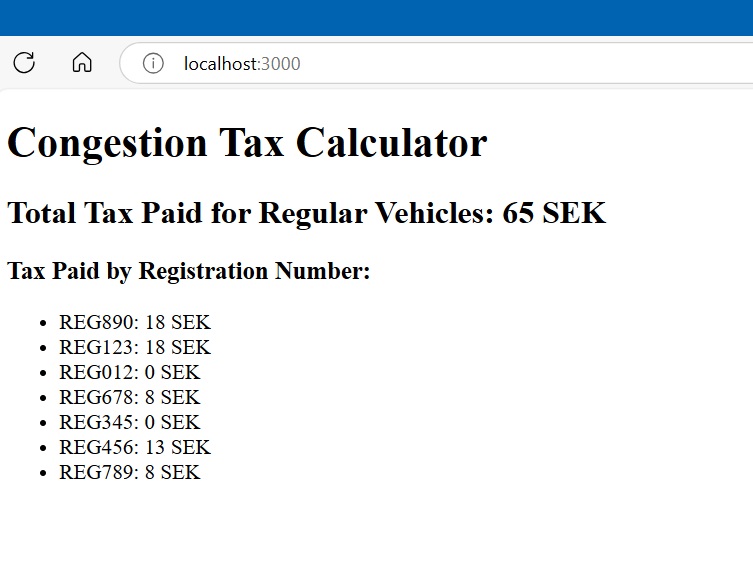 localhost:3000
Congestion Tax Calculator
Total Tax Paid for Regular Vehicles: 65 SEK
Tax Paid by Registration Number:
• REG890: 18 SEK
• REG123: 18 SEK
• REG012: 0 SEK
• REG678: 8 SEK
• REG345: 0 SEK
• REG456: 13 SEK
• REG789: 8 SEK